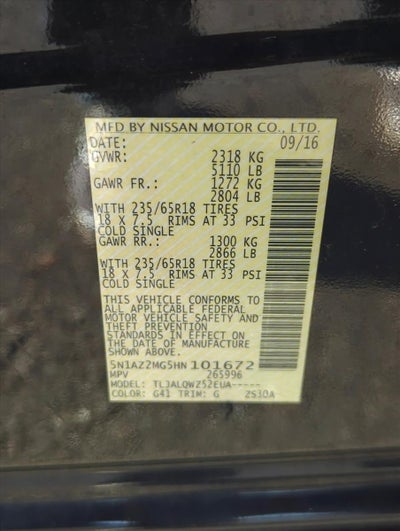 MFD BY NISSAN MOTOR CO., LTD.
DATE: 09/16
GVWR: 2318 KG
5110 LB
GAWR FR.: 1272 KG
2804 LB
WITH 235/65R18 TIRES
18 X 7.5 RIMS AT 33 PSI
COLD SINGLE
GAWR RR.: 1300 KG
2866 LB
WITH 235/65R18 TIRES
18 X 7.5 RIMS AT 33 PSI
COLD SINGLE
THIS VEHICLE CONFORMS TO
ALL APPLICABLE FEDERAL
MOTOR VEHICLE SAFETY AND
THEFT PREVENTION
STANDARDS IN EFFECT ON
THE DATE OF MANUFACTURE
SHOWN ABOVE.
5N1AZ2MG5HN101672
MPV 265996
MODEL: TLJALQWZ52EUA-----
COLOR: G41 TRIM: G ZS30A